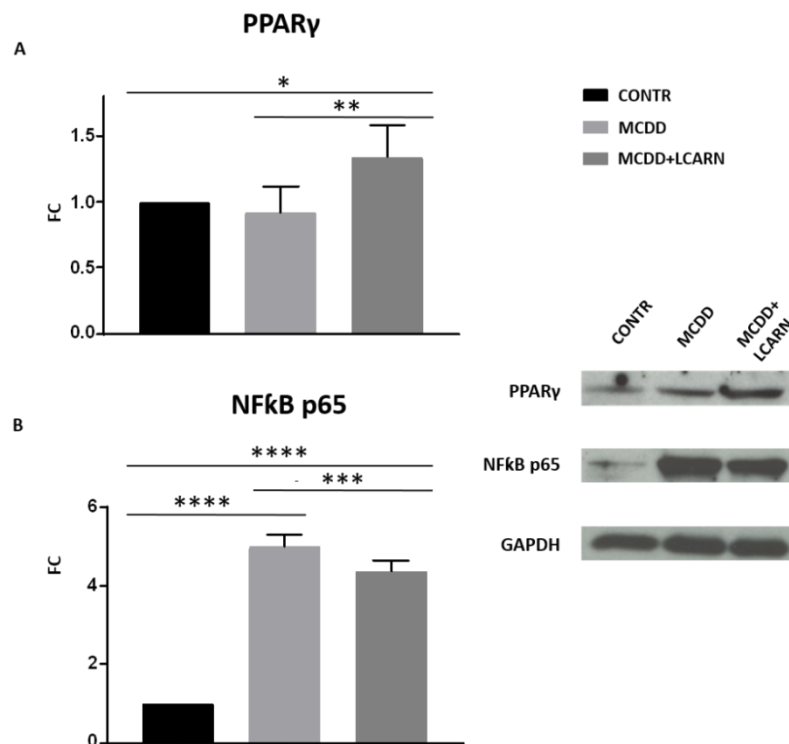 PPARγ
A
*
**
1.5
1.0
0.5
0.0
FC
CONTR
MCDD
MCDD+LCARN
NFkB p65
B
****
***
****
6
4
2
0
FC
CONTR
MCDD
MCDD+
LCARN
PPARγ
NFkB p65
GAPDH